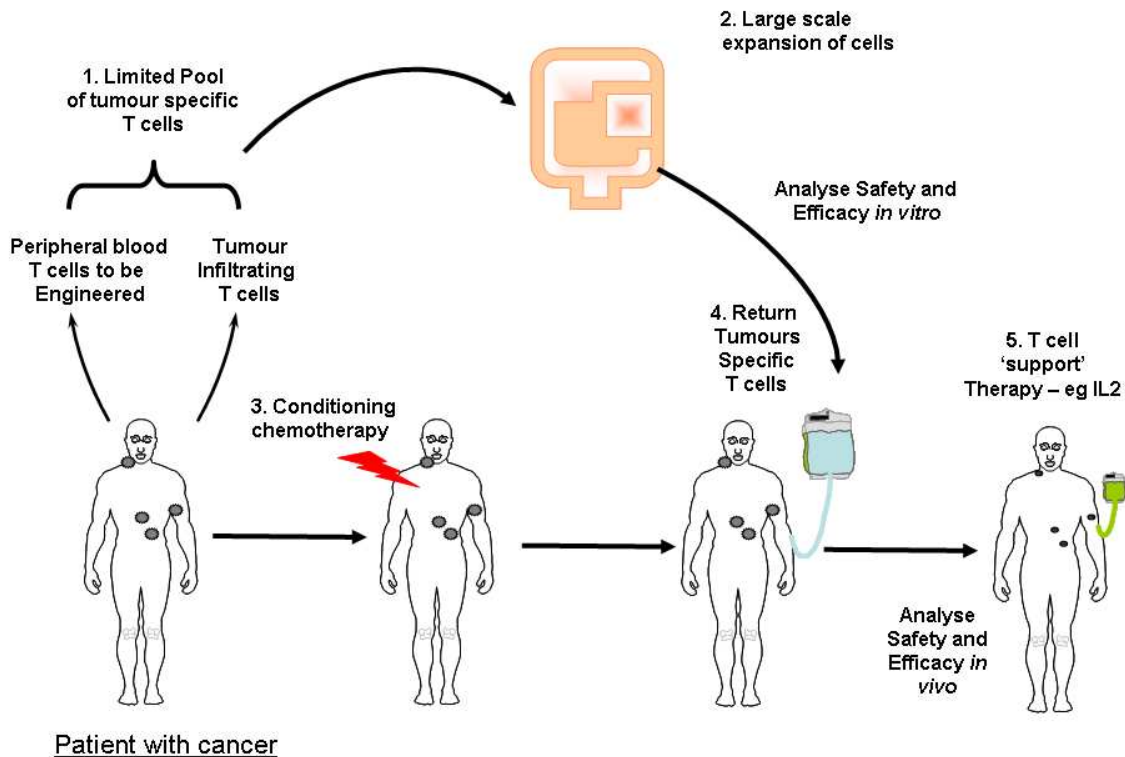 1. Limited Pool
of tumour specific
T cells
2. Large scale
expansion of cells
Analyse Safety and
Efficacy in vitro
Peripheral blood
T cells to be
Engineered
Tumour
Infiltrating
T cells
3. Conditioning
chemotherapy
4. Return
Tumours
Specific
T cells
5. T cell
‘support’
Therapy – eg IL2
Analyse
Safety and
Efficacy in
vivo
Patient with cancer